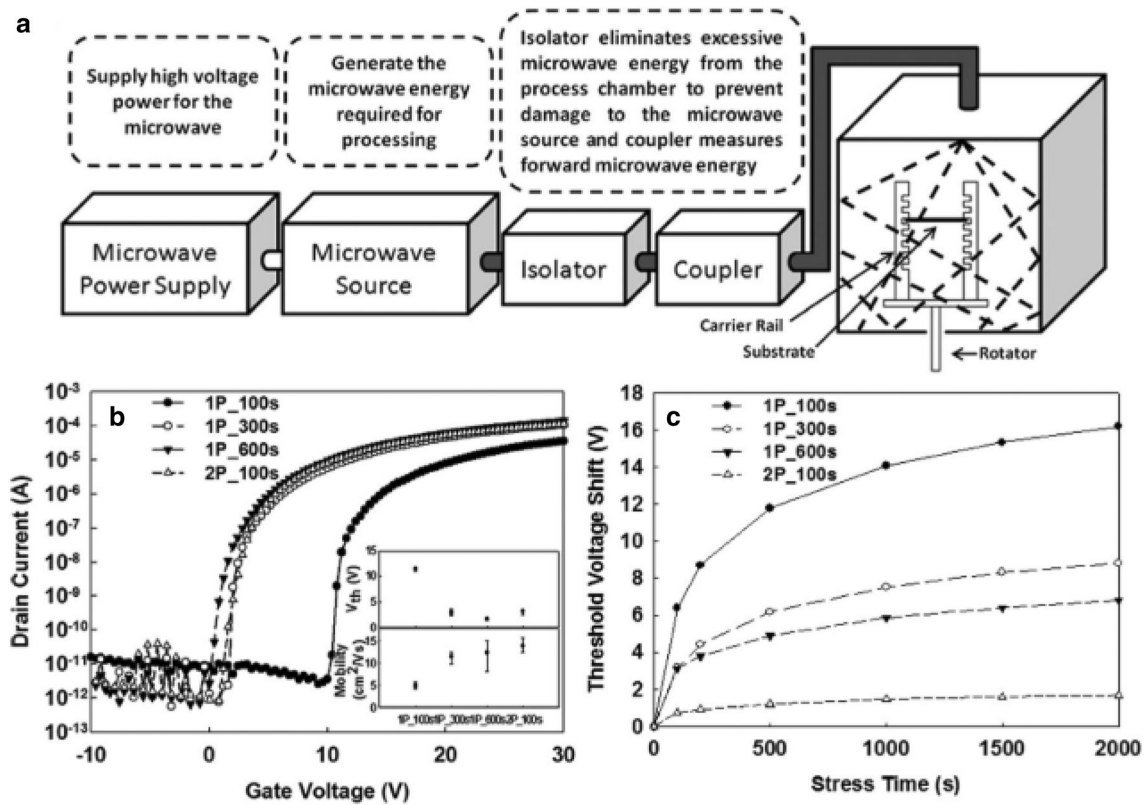 a
Supply high voltage
power for the
microwave
Generate the
microwave energy
required for
processing
Isolator eliminates excessive
microwave energy from the
process chamber to prevent
damage to the microwave
source and coupler measures
forward microwave energy
Microwave
Power Supply
Microwave
Source
Isolator
Coupler
Carrier Rail
Substrate
Rotator
b
1P_100s
1P_300s
1P_600s
2P_100s
Drain Current (A)
10-3
10-4
10-5
10-6
10-7
10-8
10-9
10-10
10-11
10-12
10-13
-10
0
10
20
30
Gate Voltage (V)
Vth (V)
15
10
5
0
Mobility
(cm2/Vs)
15
10
5
0
1P_100s
1P_300s
1P_600s
2P_100s
c
1P_100s
1P_300s
1P_600s
2P_100s
Threshold Voltage Shift (V)
18
16
14
12
10
8
6
4
2
0
0
500
1000
1500
2000
Stress Time (s)